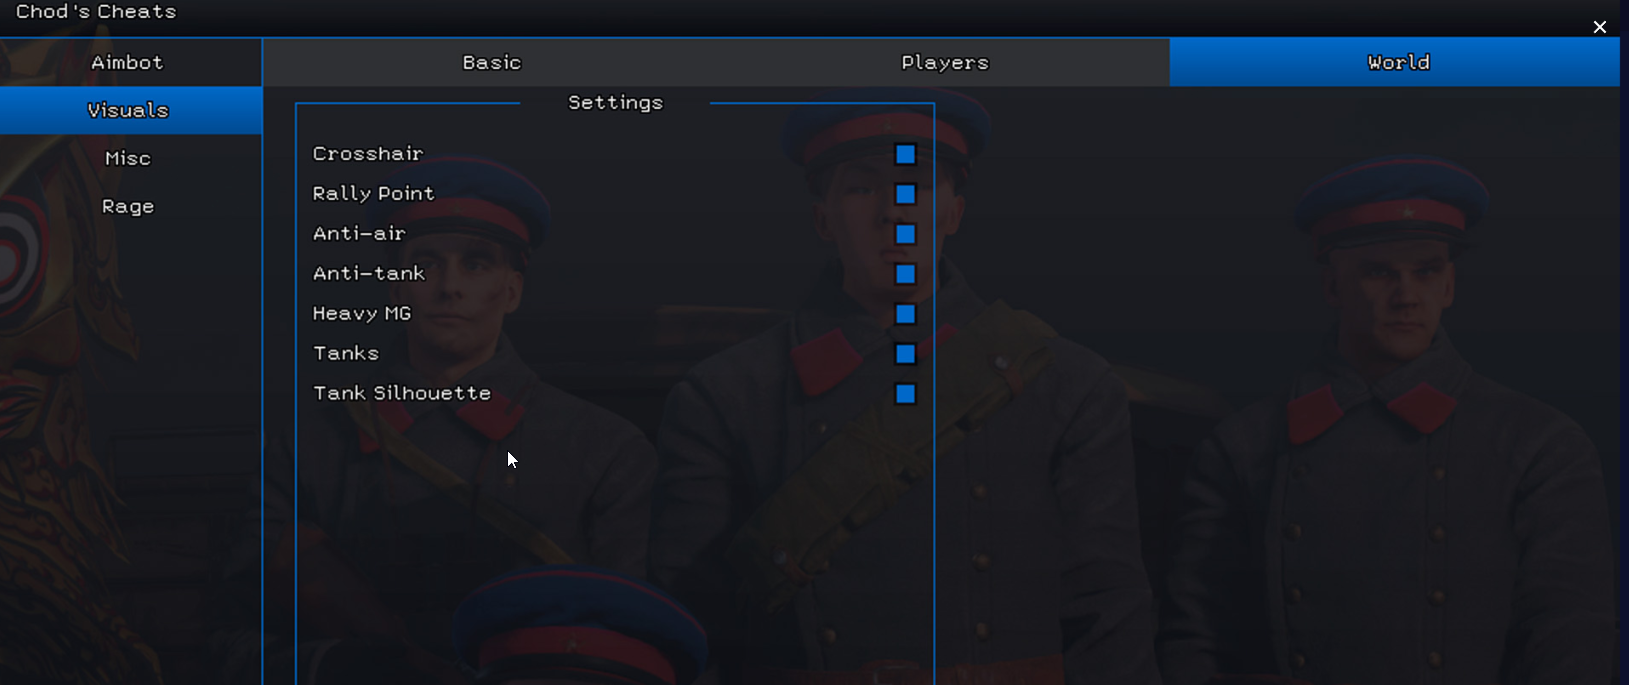 Chod's Cheats
Aimbot
Basic
Players
World
Visuals
Misc
Rage
Settings
Crosshair
Rally Point
Anti-air
Anti-tank
Heavy MG
Tanks
Tank Silhouette